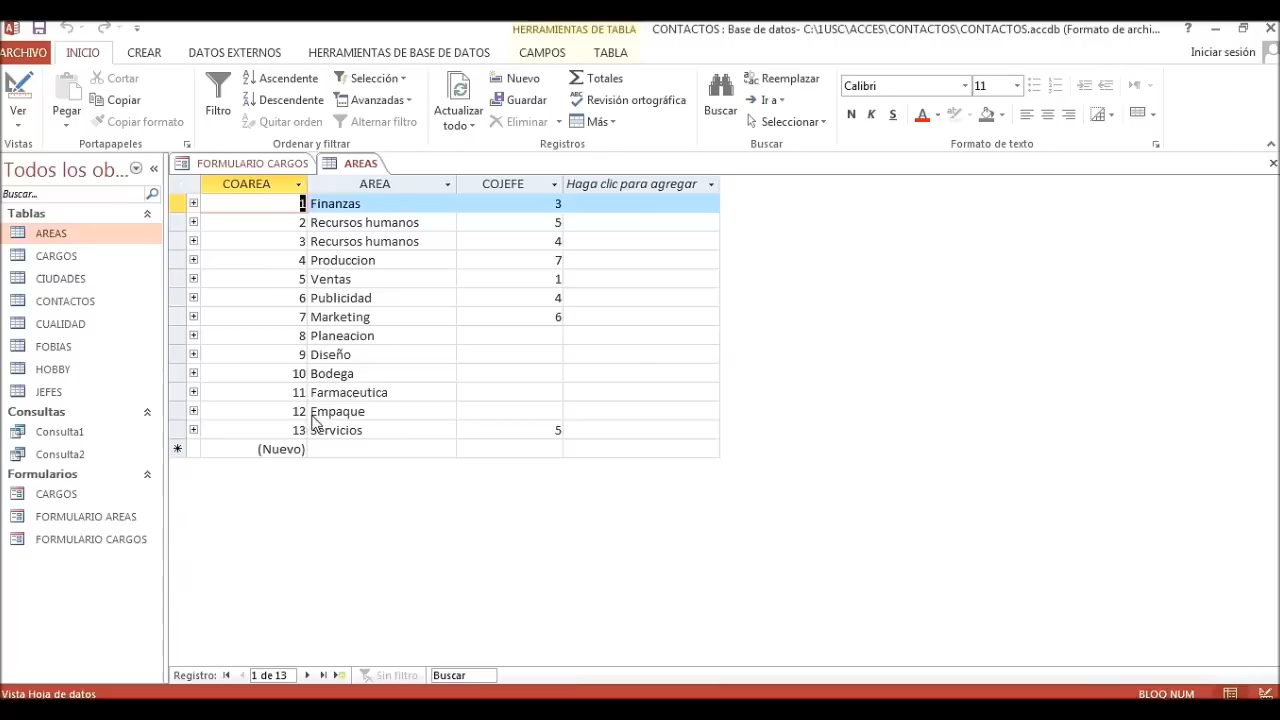 HERRAMIENTAS DE TABLA
CONTACTOS : Base de datos- C:\1USC\ACCES\CONTACTOS\CONTACTOS.accdb (Formato de archi...
ARCHIVO INICIO CREAR DATOS EXTERNOS HERRAMIENTAS DE BASE DE DATOS CAMPOS TABLA Iniciar sesión
Ver
Vistas
Pegar
Cortar
Copiar
Copiar formato
Portapapeles
Filtro
Ascendente
Descendente
Quitar orden
Selección
Avanzadas
Alternar filtro
Ordenar y filtrar
Actualizar
todo
Nuevo
Guardar
Eliminar
Totales
Revisión ortográfica
Más
Registros
Buscar
Reemplazar
Ir a
Seleccionar
Buscar
Calibri 11
N K S A
Formato de texto
Todos los ob...
Buscar...
Tablas
AREAS
CARGOS
CIUDADES
CONTACTOS
CUALIDAD
FOBIAS
HOBBY
JEFES
Consultas
Consulta1
Consulta2
Formularios
CARGOS
FORMULARIO AREAS
FORMULARIO CARGOS
FORMULARIO CARGOS AREAS
COAREA AREA COJEFE Haga clic para agregar
1 Finanzas 3
2 Recursos humanos 5
3 Recursos humanos 4
4 Produccion 7
5 Ventas 1
6 Publicidad 4
7 Marketing 6
8 Planeacion
9 Diseño
10 Bodega
11 Farmaceutica
12 Empaque
13 Servicios 5
(Nuevo)
Registro: 1 de 13 Sin filtro Buscar
Vista Hoja de datos BLOQ NUM